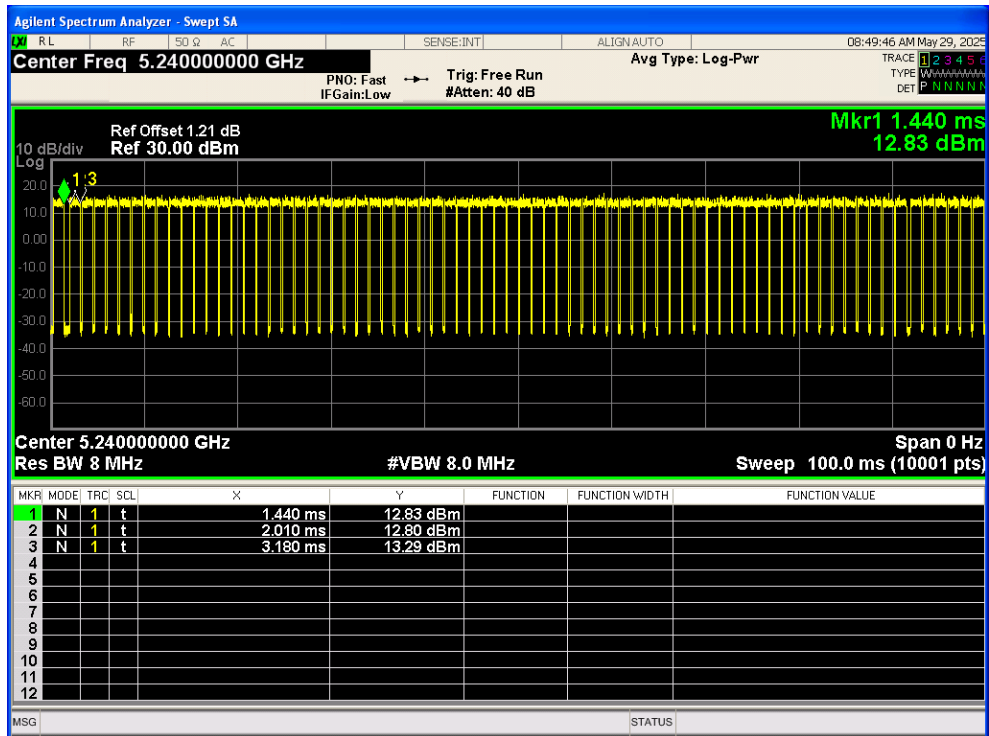 Agilent Spectrum Analyzer - Swept SA
LXI RL RF 50 Ω AC SENSE:INT ALIGNAUTO 08:49:46 AM May 29, 2025
Center Freq 5.240000000 GHz Avg Type: Log-Pwr TRACE 1 2 3 4 5 6
PNO: Fast Trig: Free Run TYPE
IFGain:Low #Atten: 40 dB DET P N N N N N
Mkr1 1.440 ms
Ref Offset 1.21 dB
10 dB/div Ref 30.00 dBm 12.83 dBm
Log
1 3
20.0
10.0
0.00
-10.0
-20.0
-30.0
-40.0
-50.0
-60.0
Center 5.240000000 GHz Span 0 Hz
Res BW 8 MHz #VBW 8.0 MHz Sweep 100.0 ms (10001 pts)
MKR MODE TRC SCL X Y FUNCTION FUNCTION WIDTH FUNCTION VALUE
1 N 1 t 1.440 ms 12.83 dBm
2 N 1 t 2.010 ms 12.80 dBm
3 N 1 t 3.180 ms 13.29 dBm
4
5
6
7
8
9
10
11
12
MSG STATUS